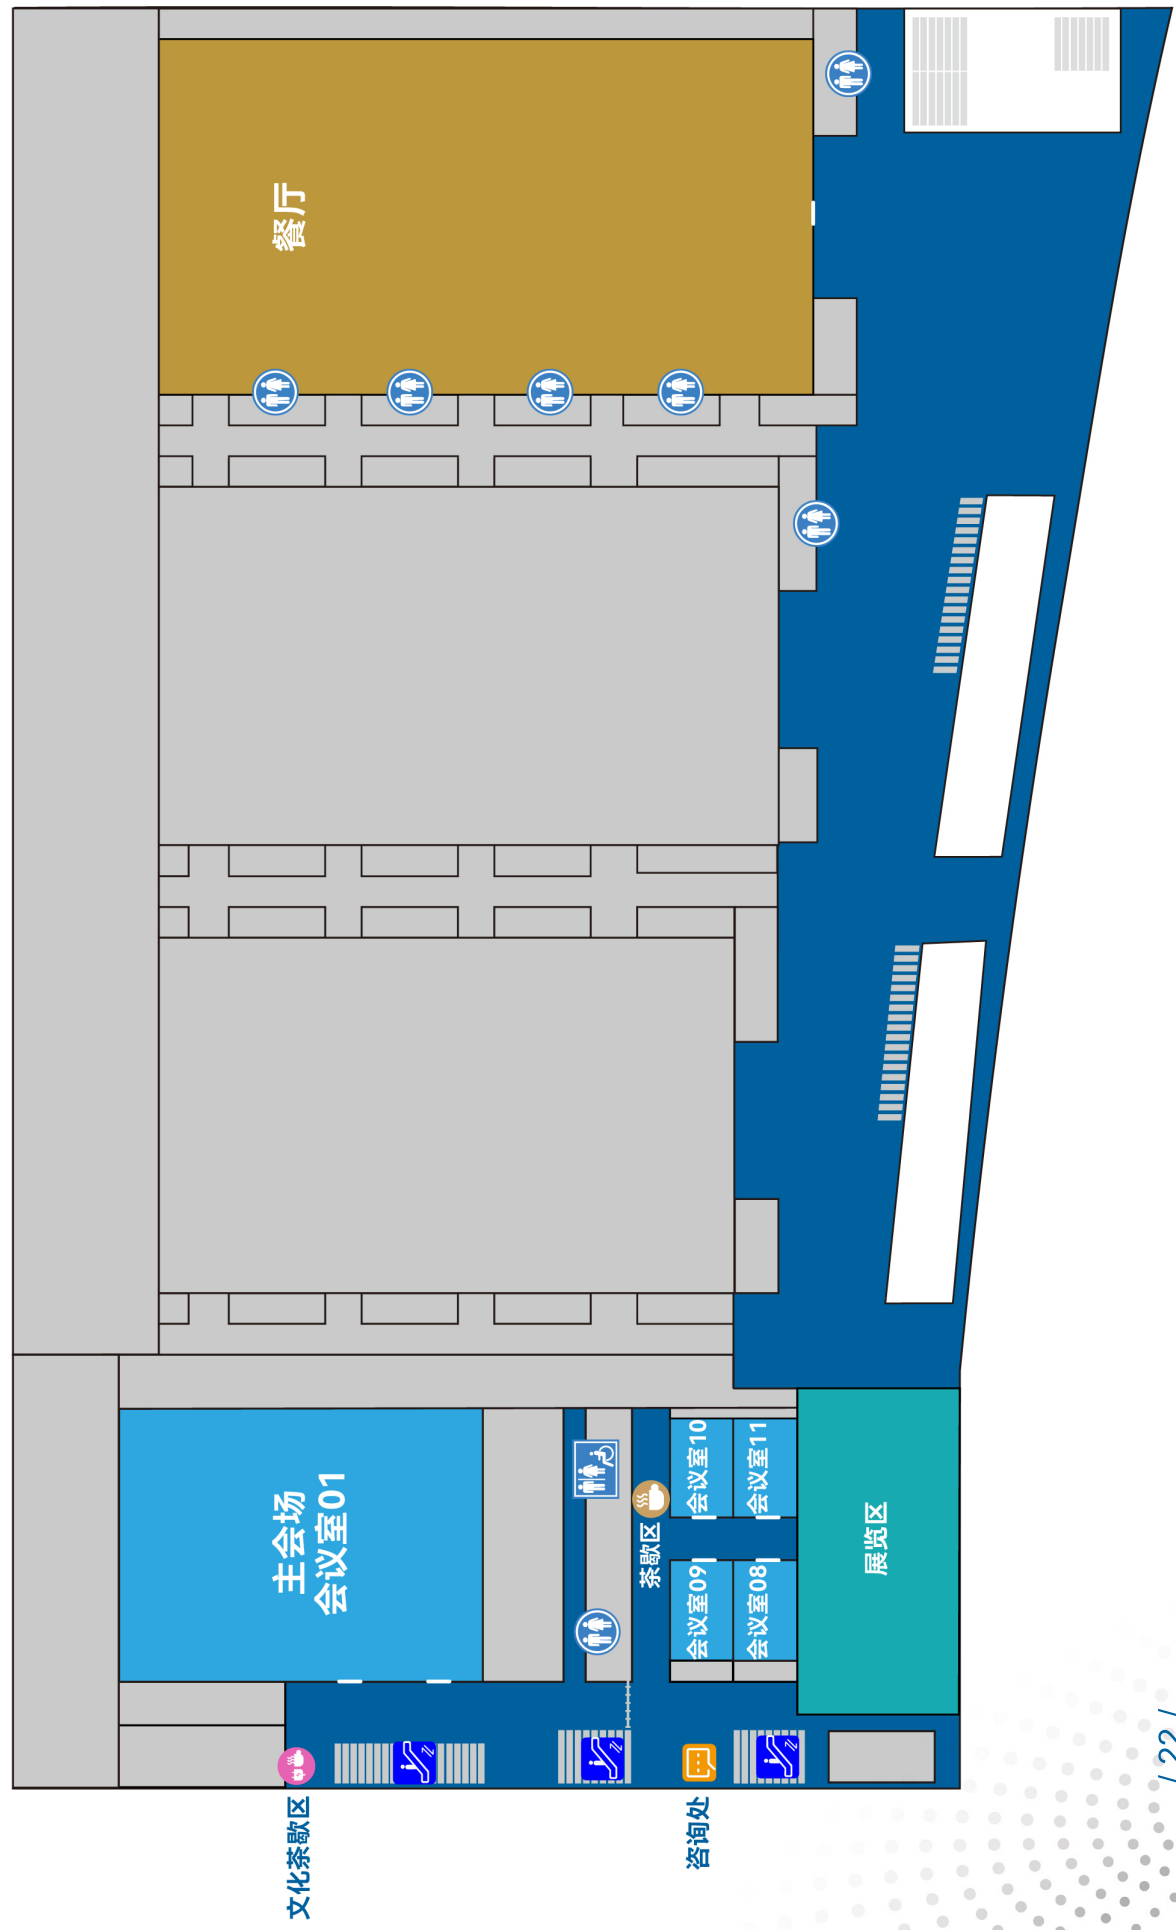 餐厅
主会场
会议室01
会议室10
会议室11
茶歇区
会议室09
会议室08
展览区
文化茶歇区
咨询处
/ 22 /